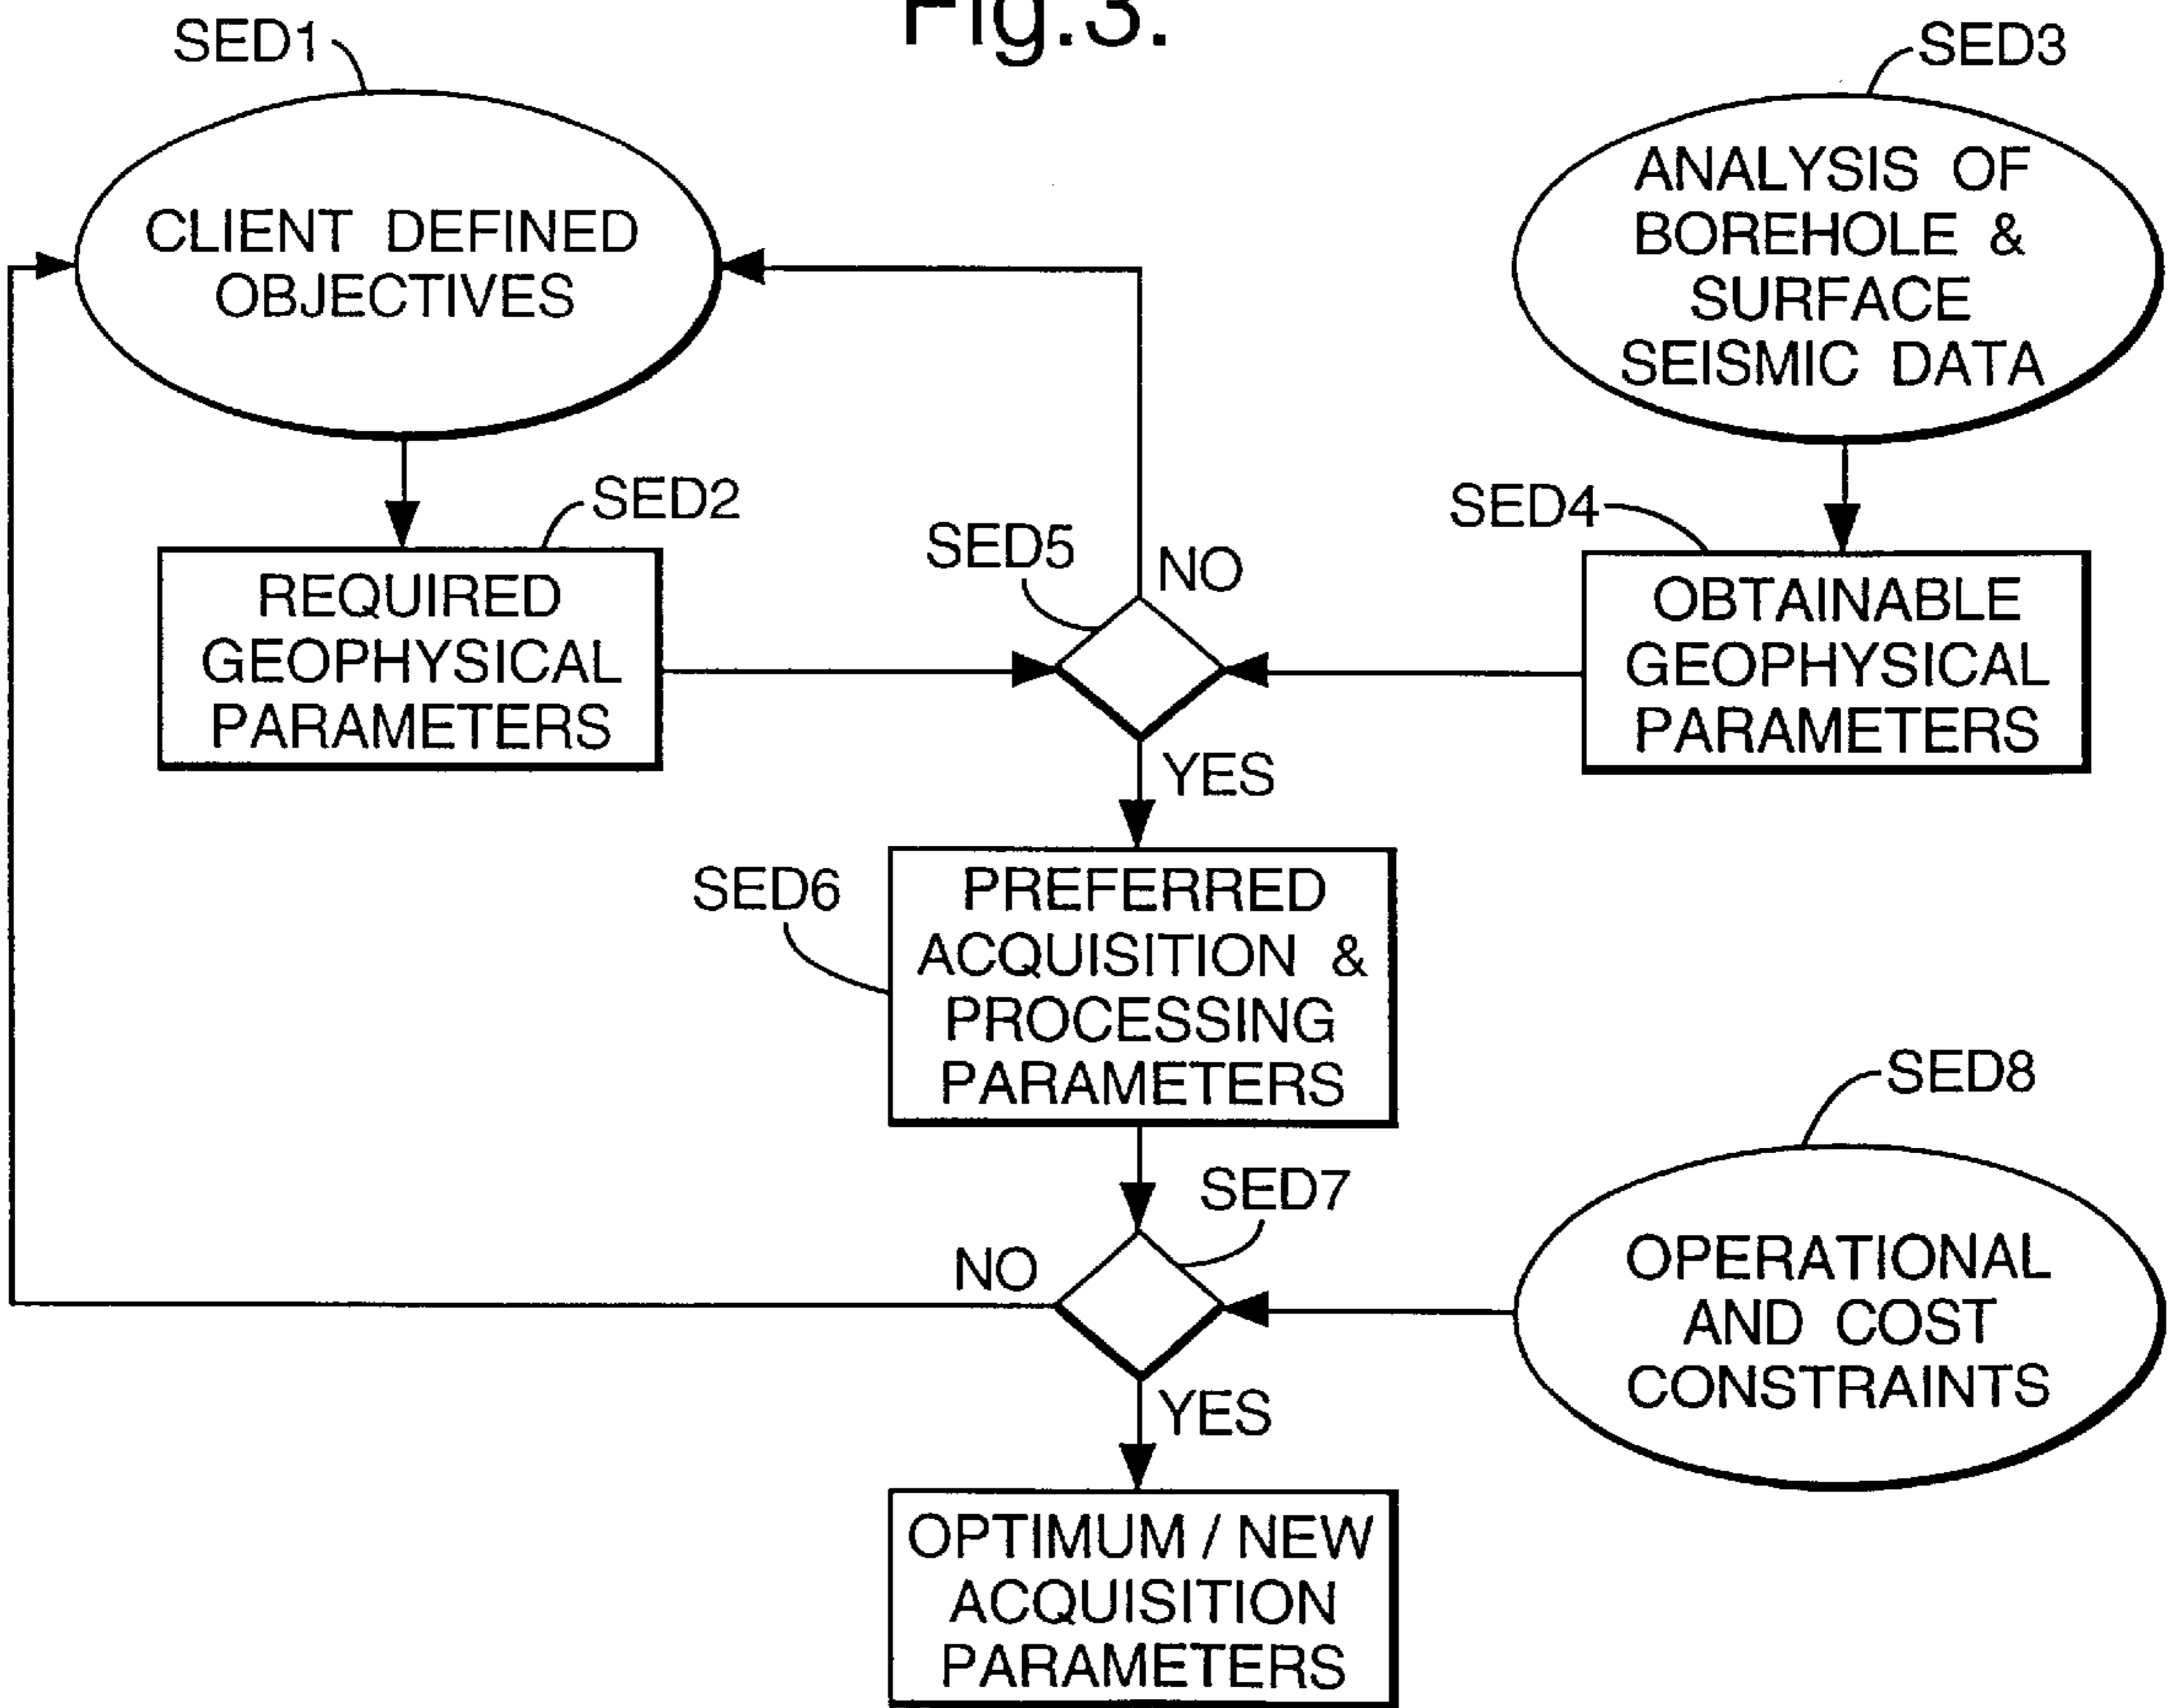 Fig.3.
SED1
SED3
CLIENT DEFINED
OBJECTIVES
ANALYSIS OF
BOREHOLE &
SURFACE
SEISMIC DATA
SED2
SED5
NO
SED4
REQUIRED
GEOPHYSICAL
PARAMETERS
OBTAINABLE
GEOPHYSICAL
PARAMETERS
YES
SED6
PREFERRED
ACQUISITION &
PROCESSING
PARAMETERS
SED8
SED7
NO
OPERATIONAL
AND COST
CONSTRAINTS
YES
OPTIMUM / NEW
ACQUISITION
PARAMETERS